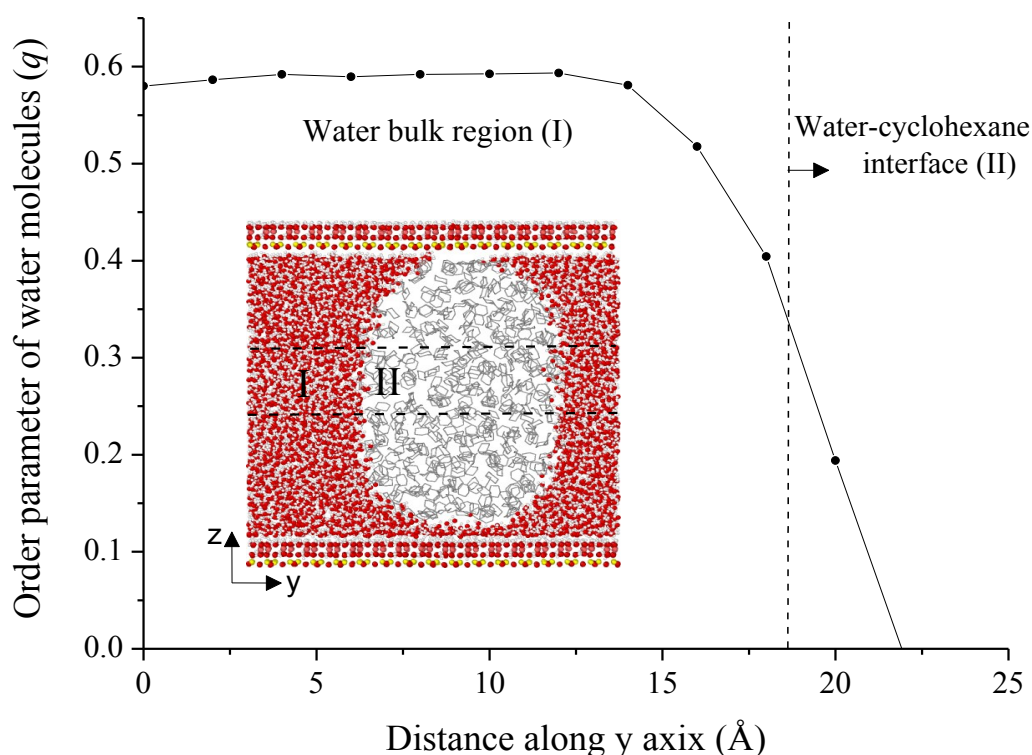 Order parameter of water molecules (q)
0.6
0.5
0.4
0.3
0.2
0.1
0.0
Water bulk region (I)
Water-cyclohexane
interface (II)
I
II
z
y
0
5
10
15
20
25
Distance along y axix (Å)